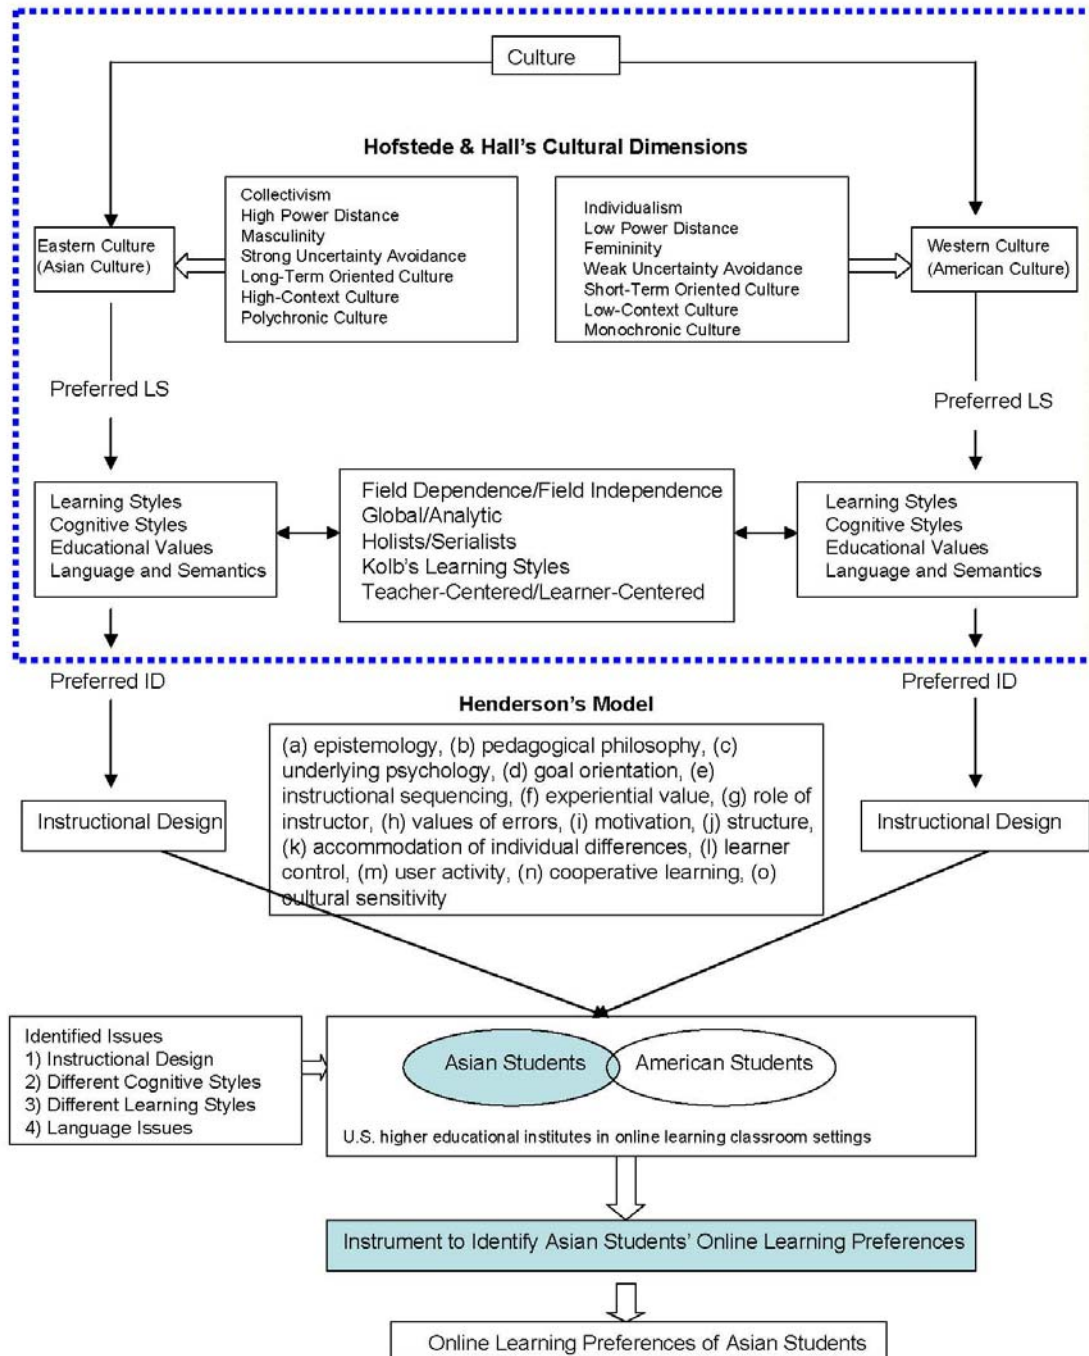 Culture
Hofstede & Hall's Cultural Dimensions
Collectivism
High Power Distance
Masculinity
Strong Uncertainty Avoidance
Long-Term Oriented Culture
High-Context Culture
Polychronic Culture
Individualism
Low Power Distance
Femininity
Weak Uncertainty Avoidance
Short-Term Oriented Culture
Low-Context Culture
Monochronic Culture
Eastern Culture
(Asian Culture)
Western Culture
(American Culture)
Preferred LS
Preferred LS
Learning Styles
Cognitive Styles
Educational Values
Language and Semantics
Field Dependence/Field Independence
Global/Analytic
Holists/Serialists
Kolb's Learning Styles
Teacher-Centered/Learner-Centered
Learning Styles
Cognitive Styles
Educational Values
Language and Semantics
Preferred ID
Preferred ID
Henderson's Model
(a) epistemology, (b) pedagogical philosophy, (c)
underlying psychology, (d) goal orientation, (e)
instructional sequencing, (f) experiential value, (g) role of
instructor, (h) values of errors, (i) motivation, (j) structure,
(k) accommodation of individual differences, (l) learner
control, (m) user activity, (n) cooperative learning, (o)
cultural sensitivity
Instructional Design
Instructional Design
Identified Issues
1) Instructional Design
2) Different Cognitive Styles
3) Different Learning Styles
4) Language Issues
Asian Students
American Students
U.S. higher educational institutes in online learning classroom settings
Instrument to Identify Asian Students' Online Learning Preferences
Online Learning Preferences of Asian Students